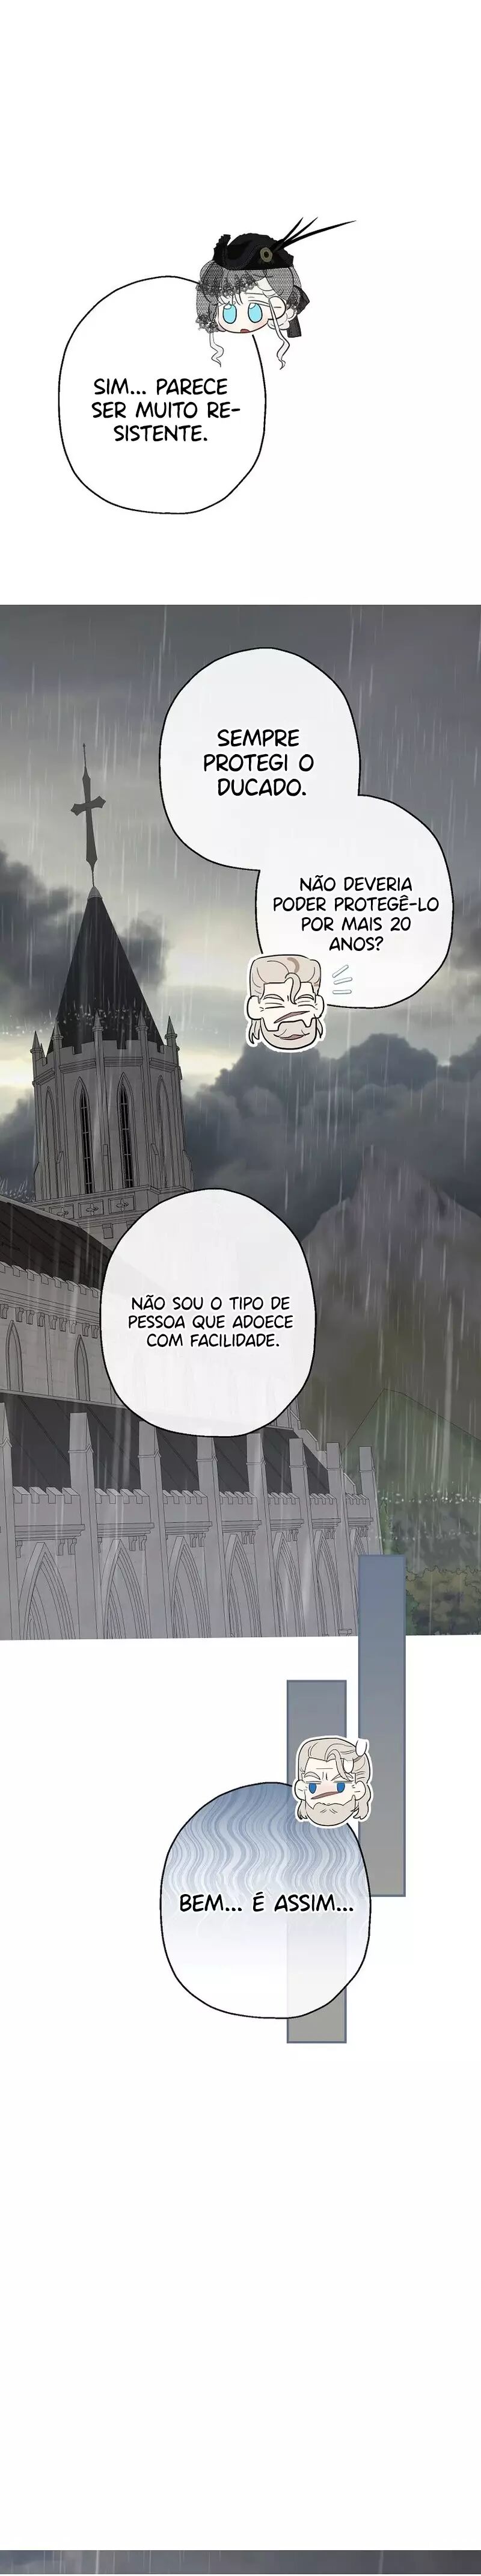 SIM... PARECE
SER MUITO RE-
SISTENTE.
SEMPRE
PROTEGI O
DUCADO.
NÃO DEVERIA
PODER PROTEGÊ-LO
POR MAIS 20
ANOS?
NÃO SOU O TIPO DE
PESSOA QUE ADOECE
COM FACILIDADE.
BEM... É ASSIM...